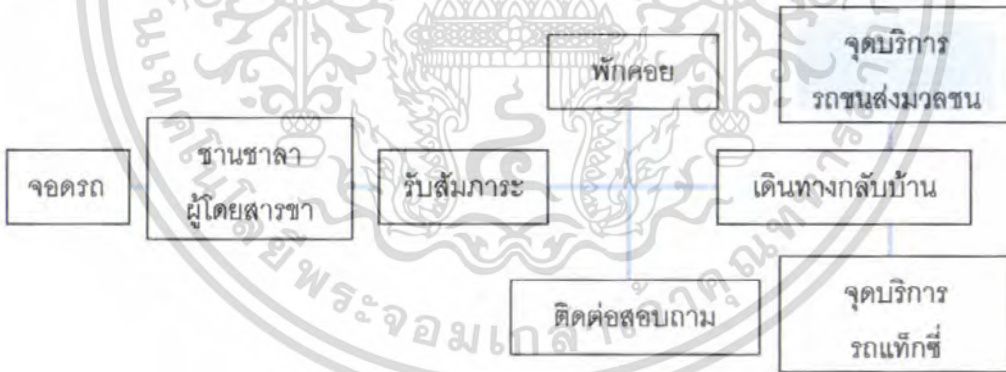 จุดบริการ
รถขนส่งมวลชน
พักคอย
จอดรถ
ชานชาลา
ผู้โดยสารขา
รับสัมภาระ
เดินทางกลับบ้าน
ติดต่อสอบถาม
จุดบริการ
รถแท็กซี่